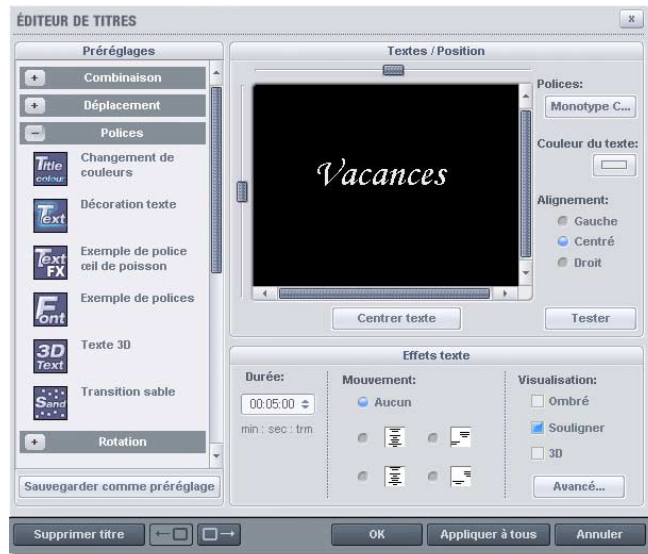 ÉDITEUR DE TITRES
x
Préréglages
Combinaison
Déplacement
Polices
Title colour
Changement de
couleurs
Text
Décoration texte
Text FX
Exemple de police
œil de poisson
Font
Exemple de polices
3D Text
Texte 3D
Sand
Transition sable
Rotation
Sauvegarder comme préréglage
Textes / Position
Vacances
Polices:
Monotype C...
Couleur du texte:
Alignement:
Gauche
Centré
Droit
Centrer texte
Tester
Effets texte
Durée:
00:05:00
min : sec : trm
Mouvement:
Aucun
Visualisation:
Ombré
Souligner
3D
Avancé...
Supprimer titre
OK
Appliquer à tous
Annuler